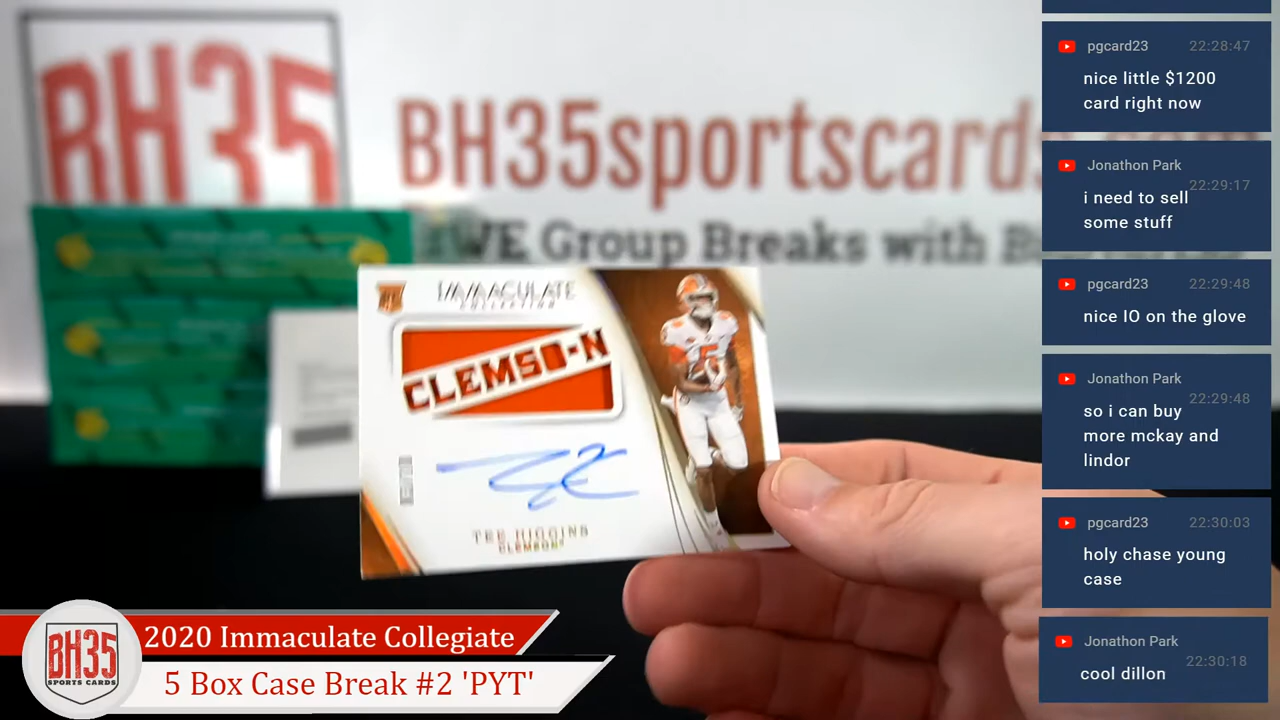 BH35
BH35sportscards
WE Group Breaks with
IMMACULATE
COLLECTION
CLEMSO-N
TEE HIGGINS
CLEMSON
BH35
SPORTS CARDS
2020 Immaculate Collegiate
5 Box Case Break #2 'PYT'
pgcard23 22:28:47
nice little $1200
card right now
Jonathon Park
22:29:17
i need to sell
some stuff
pgcard23 22:29:48
nice IO on the glove
Jonathon Park
22:29:48
so i can buy
more mckay and
lindor
pgcard23 22:30:03
holy chase young
case
Jonathon Park
22:30:18
cool dillon